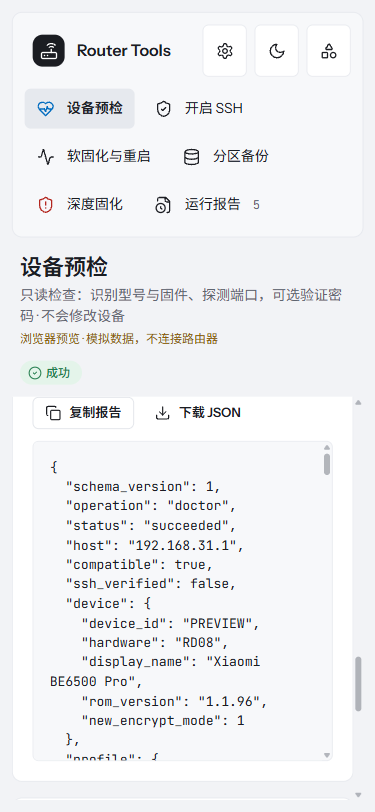 Router Tools
设备预检
开启 SSH
软固化与重启
分区备份
深度固化
运行报告 5
设备预检
只读检查：识别型号与固件、探测端口，可选验证密
码·不会修改设备
浏览器预览·模拟数据，不连接路由器
成功
复制报告
下载 JSON
{
  "schema_version": 1,
  "operation": "doctor",
  "status": "succeeded",
  "host": "192.168.31.1",
  "compatible": true,
  "ssh_verified": false,
  "device": {
    "device_id": "PREVIEW",
    "hardware": "RD08",
    "display_name": "Xiaomi
BE6500 Pro",
    "rom_version": "1.1.96",
    "new_encrypt_mode": 1
  },
  "profile": {